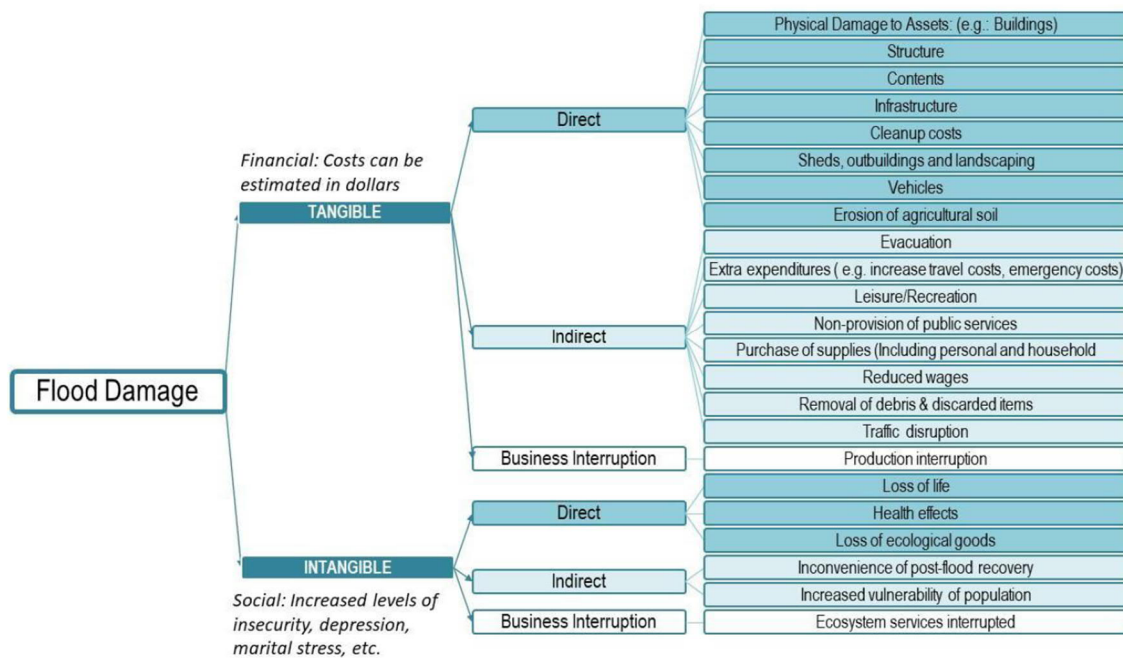 Physical Damage to Assets: (e.g.: Buildings)
Structure
Contents
Direct
Infrastructure
Cleanup costs
Financial: Costs can be
estimated in dollars
Sheds, outbuildings and landscaping
Vehicles
TANGIBLE
Erosion of agricultural soil
Evacuation
Extra expenditures ( e.g. increase travel costs, emergency costs)
Leisure/Recreation
Non-provision of public services
Indirect
Purchase of supplies (Including personal and household
Reduced wages
Flood Damage
Removal of debris & discarded items
Traffic disruption
Business Interruption
Production interruption
Loss of life
Direct
Health effects
Loss of ecological goods
INTANGIBLE
Inconvenience of post-flood recovery
Indirect
Increased vulnerability of population
Social: Increased levels of
insecurity, depression,
marital stress, etc.
Business Interruption
Ecosystem services interrupted